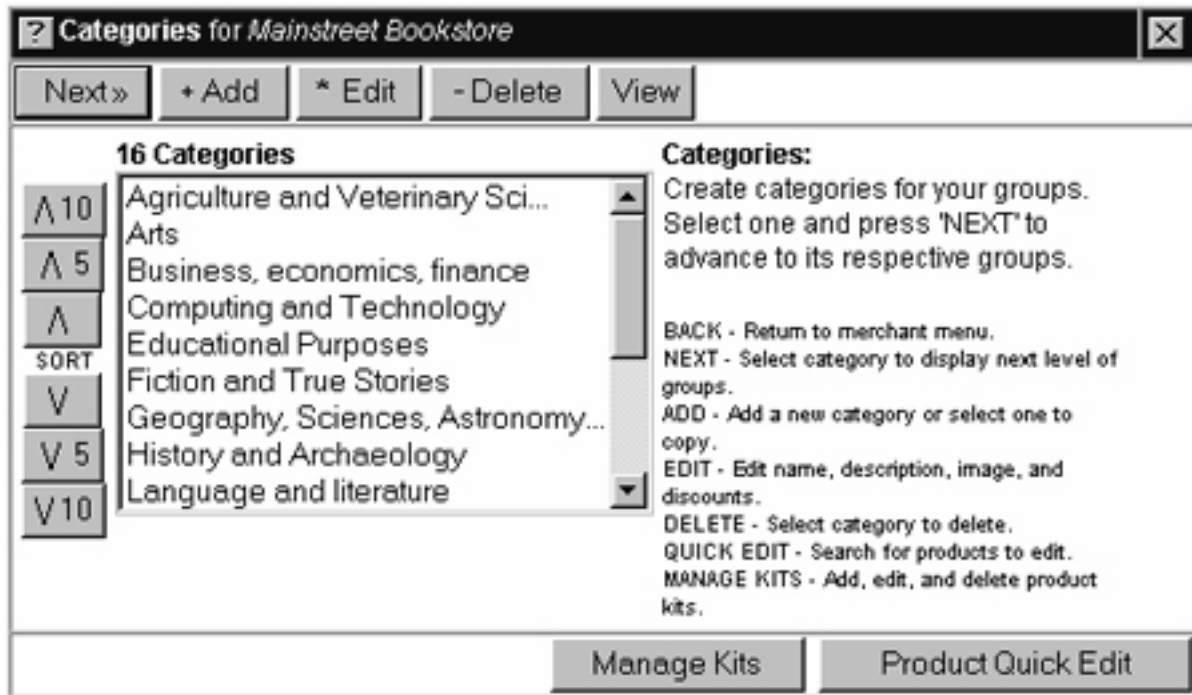 ? Categories for Mainstreet Bookstore
Next» + Add * Edit - Delete View
16 Categories
Agriculture and Veterinary Sci...
Arts
Business, economics, finance
Computing and Technology
Educational Purposes
Fiction and True Stories
Geography, Sciences, Astronomy...
History and Archaeology
Language and literature
Λ 10
Λ 5
Λ
SORT
V
V 5
V 10
Categories:
Create categories for your groups.
Select one and press 'NEXT' to
advance to its respective groups.
BACK - Return to merchant menu.
NEXT - Select category to display next level of
groups.
ADD - Add a new category or select one to
copy.
EDIT - Edit name, description, image, and
discounts.
DELETE - Select category to delete.
QUICK EDIT - Search for products to edit.
MANAGE KITS - Add, edit, and delete product
kits.
Manage Kits Product Quick Edit